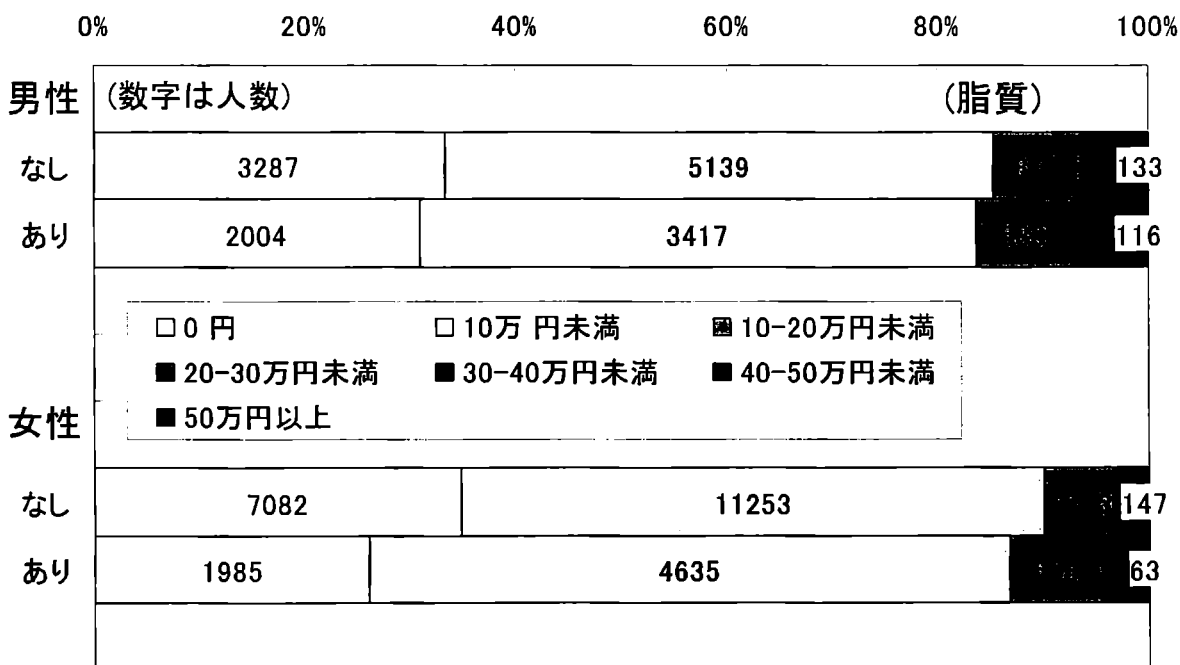 0% 20% 40% 60% 80% 100%
男性 (数字は人数) (脂質)
なし 3287 5139 133
あり 2004 3417 116
□0 円 □10万 円未満 ▩10-20万円未満
■20-30万円未満 ■30-40万円未満 ■40-50万円未満
■50万円以上
女性
なし 7082 11253 147
あり 1985 4635 63